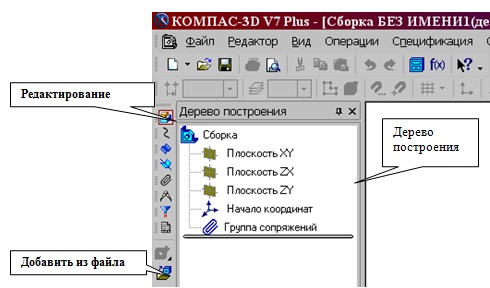 КОМПАС-3D V7 Plus - [Сборка БЕЗ ИМЕНИ1(де
Файл Редактор Вид Операции Спецификация
f(x)
Редактирование
Дерево построения
Сборка
Плоскость XY
Плоскость ZX
Плоскость ZY
Начало координат
Группа сопряжений
Дерево
построения
Добавить из файла